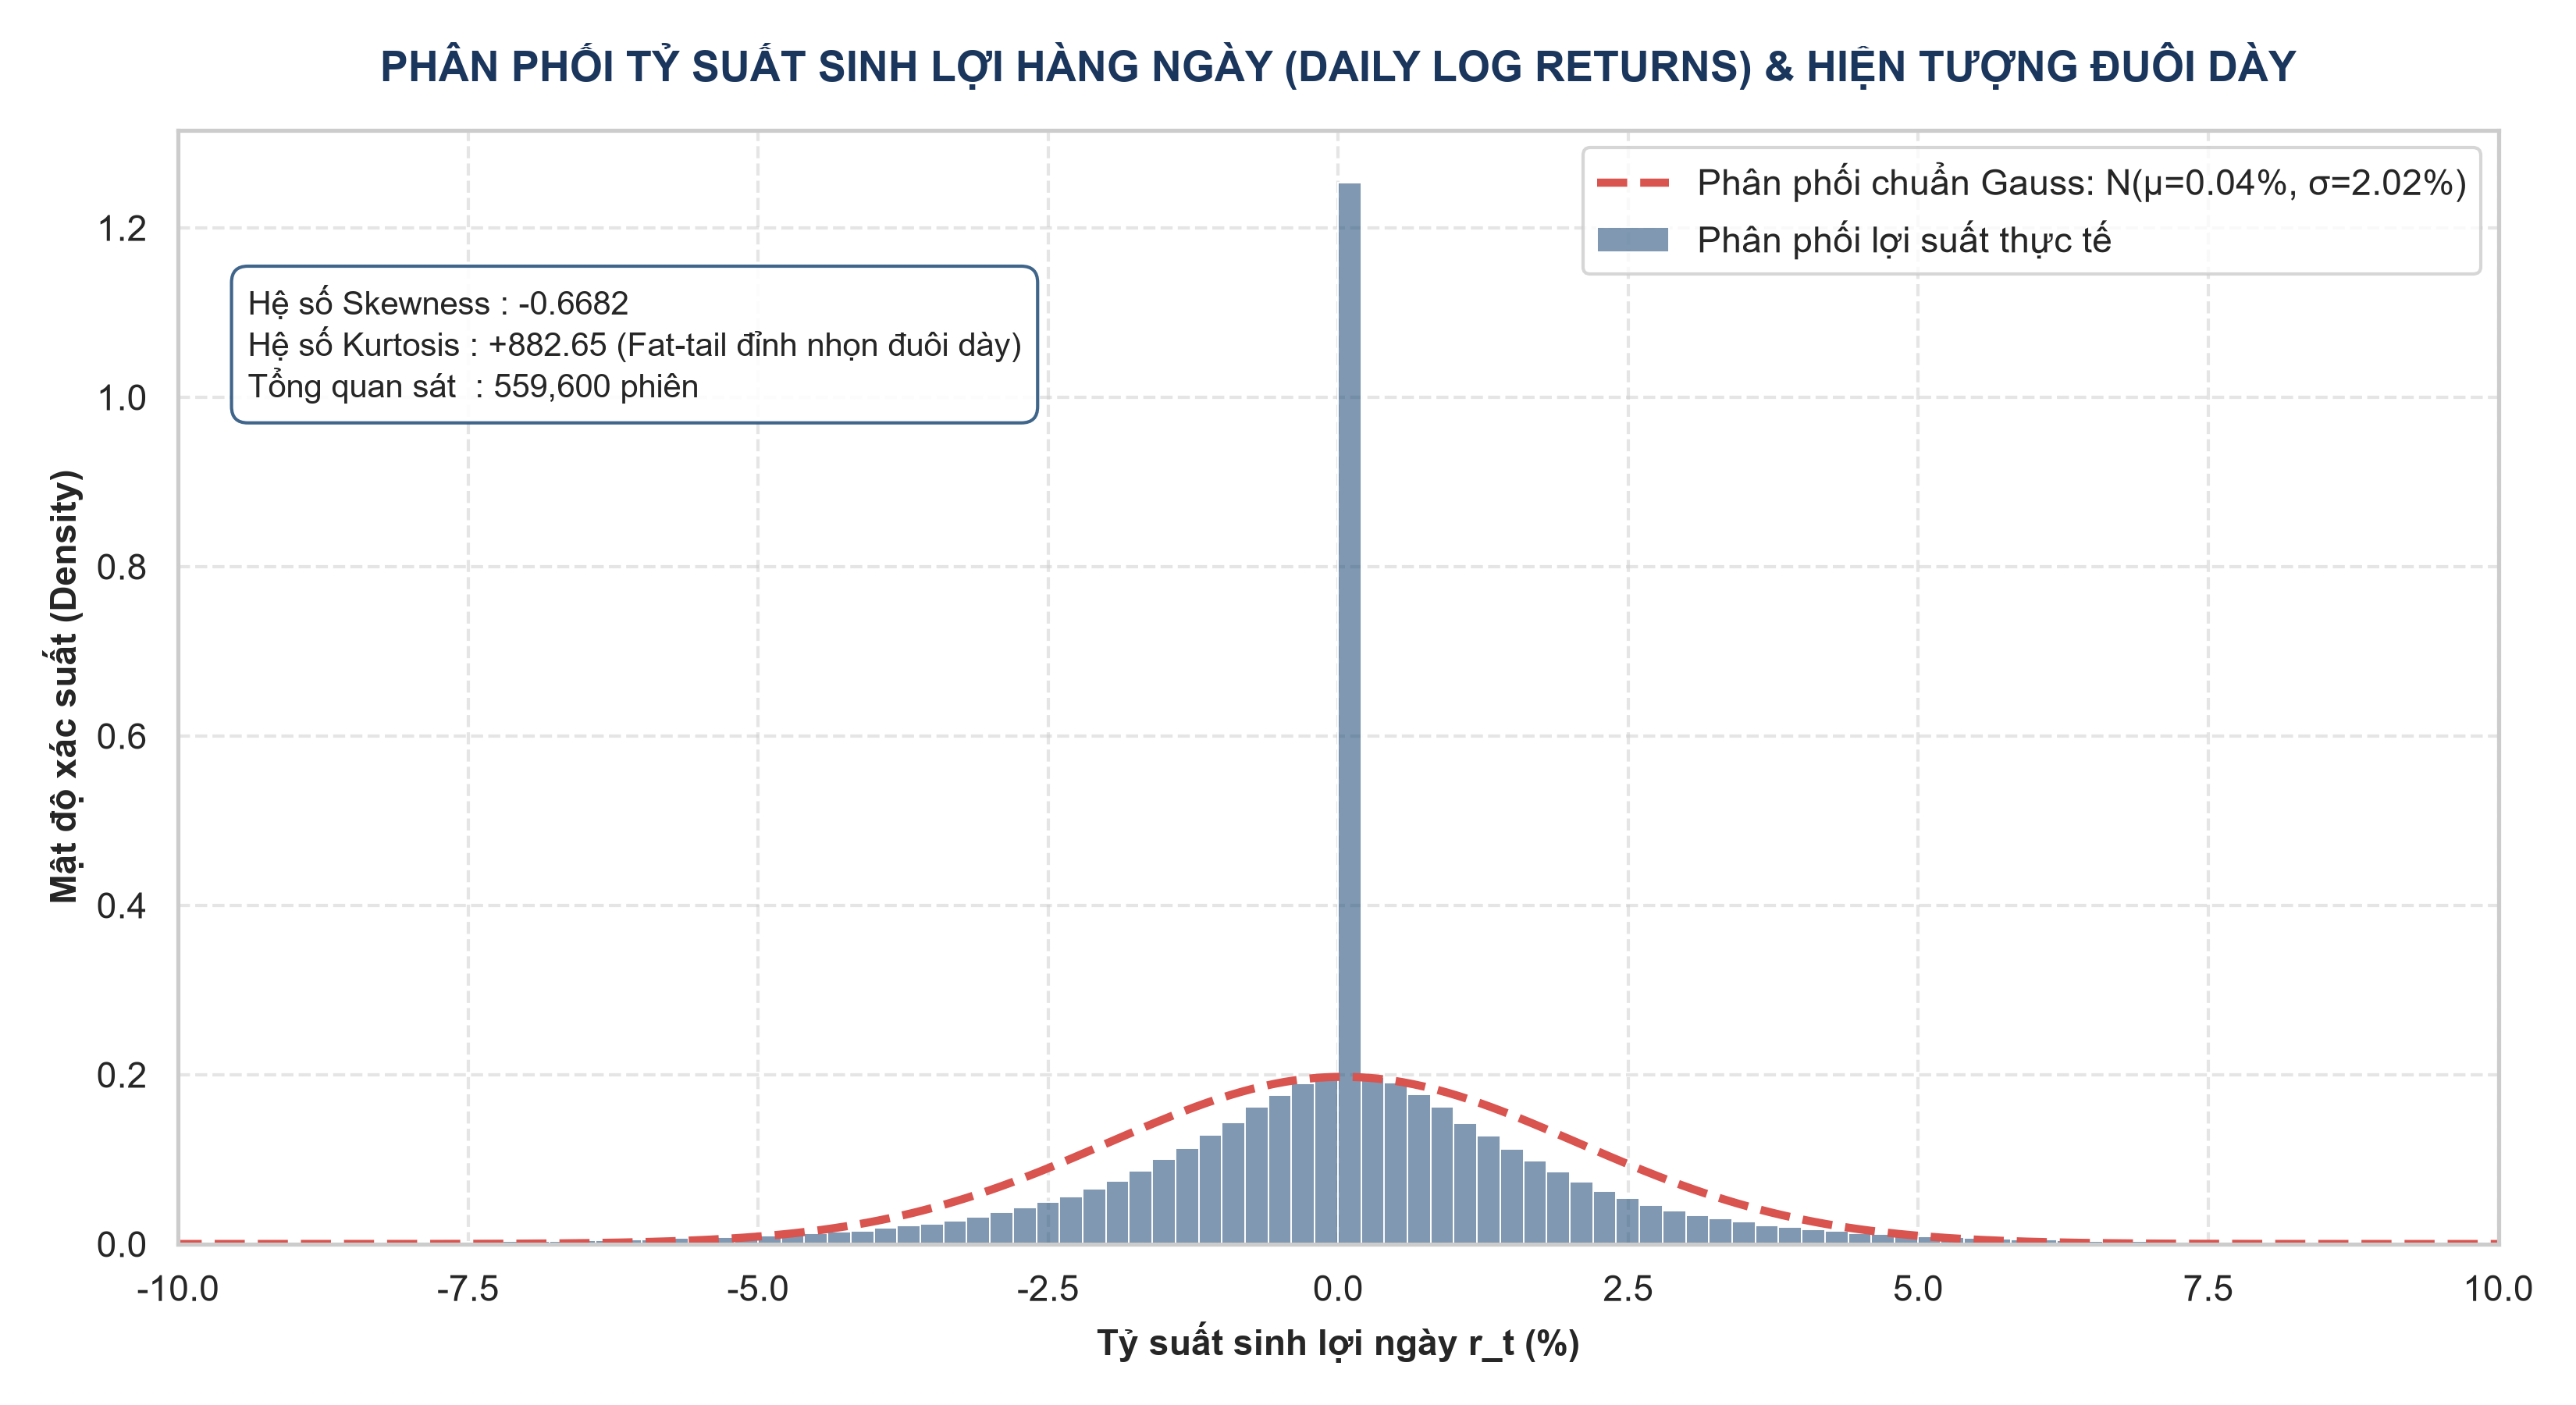 PHÂN PHỐI TỶ SUẤT SINH LỢI HÀNG NGÀY (DAILY LOG RETURNS) & HIỆN TƯỢNG ĐUÔI DÀY
Phân phối chuẩn Gauss: N(μ=0.04%, σ=2.02%)
Phân phối lợi suất thực tế
Hệ số Skewness : -0.6682
Hệ số Kurtosis : +882.65 (Fat-tail đỉnh nhọn đuôi dày)
Tổng quan sát : 559,600 phiên
Mật độ xác suất (Density)
1.2
1.0
0.8
0.6
0.4
0.2
0.0
-10.0 -7.5 -5.0 -2.5 0.0 2.5 5.0 7.5 10.0
Tỷ suất sinh lợi ngày r_t (%)